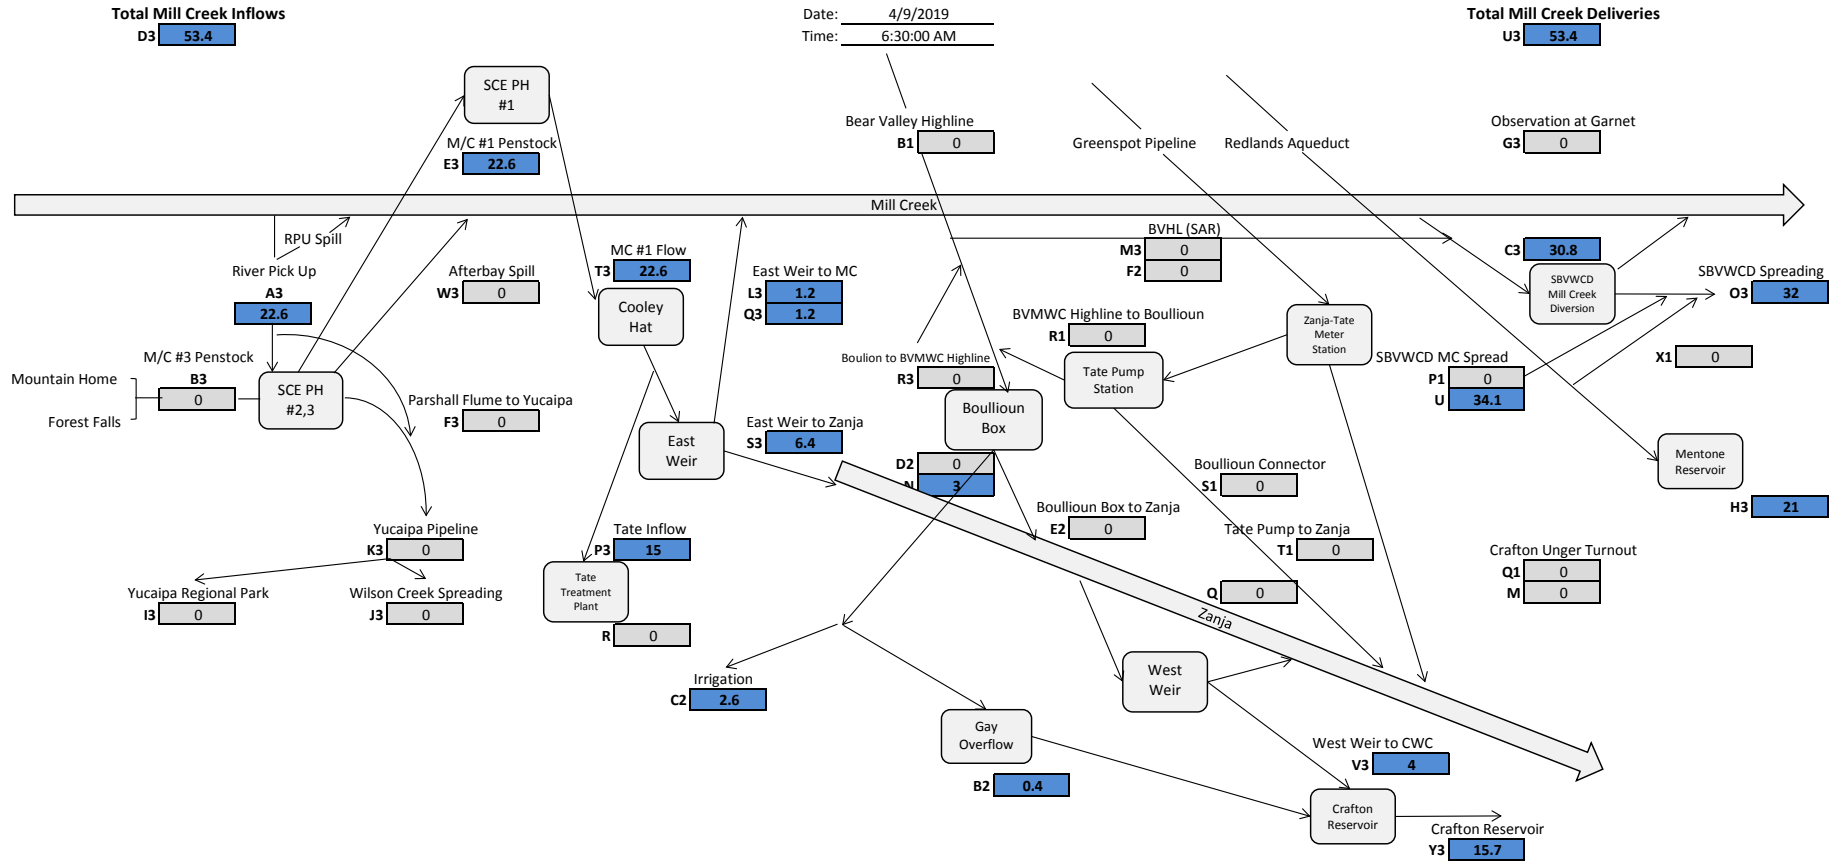 Total Mill Creek Inflows
D3 53.4
Date: 4/9/2019
Time: 6:30:00 AM
Total Mill Creek Deliveries
U3 53.4
SCE PH
#1
M/C #1 Penstock
E3 22.6
Bear Valley Highline
B1 0
Greenspot Pipeline
Redlands Aqueduct
Observation at Garnet
G3 0
Mill Creek
RPU Spill
River Pick Up
A3
22.6
Afterbay Spill
W3 0
MC #1 Flow
T3 22.6
Cooley
Hat
East Weir to MC
L3 1.2
Q3 1.2
BVHL (SAR)
M3 0
F2 0
C3 30.8
SBVWCD
Mill Creek
Diversion
SBVWCD Spreading
O3 32
M/C #3 Penstock
B3
0
Mountain Home
Forest Falls
SCE PH
#2,3
Parshall Flume to Yucaipa
F3 0
Boulion to BVMWC Highline
R3 0
BVMWC Highline to Boullioun
R1 0
Tate Pump
Station
Zanja-Tate
Meter
Station
SBVWCD MC Spread
P1 0
U 34.1
X1 0
East
Weir
East Weir to Zanja
S3 6.4
Boullioun
Box
D2 0
N 3
Boullioun Connector
S1 0
Mentone
Reservoir
H3 21
Boullioun Box to Zanja
E2 0
Tate Pump to Zanja
T1 0
Yucaipa Pipeline
K3 0
Yucaipa Regional Park
I3 0
Wilson Creek Spreading
J3 0
Tate Inflow
P3 15
Tate
Treatment
Plant
R 0
Q 0
Zanja
Crafton Unger Turnout
Q1 0
M 0
Irrigation
C2 2.6
West
Weir
Gay
Overflow
B2 0.4
West Weir to CWC
V3 4
Crafton
Reservoir
Crafton Reservoir
Y3 15.7